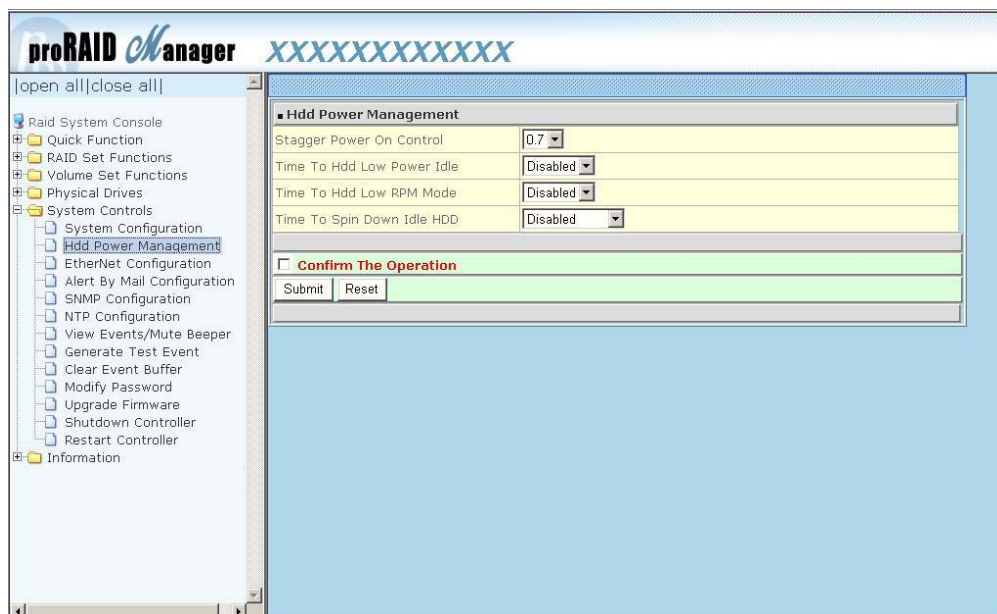 proRAID Manager XXXXXXXXXXXX
|open all|close all|
Raid System Console
Quick Function
RAID Set Functions
Volume Set Functions
Physical Drives
System Controls
System Configuration
Hdd Power Management
EtherNet Configuration
Alert By Mail Configuration
SNMP Configuration
NTP Configuration
View Events/Mute Beeper
Generate Test Event
Clear Event Buffer
Modify Password
Upgrade Firmware
Shutdown Controller
Restart Controller
Information
Hdd Power Management
Stagger Power On Control 0.7
Time To Hdd Low Power Idle Disabled
Time To Hdd Low RPM Mode Disabled
Time To Spin Down Idle HDD Disabled
Confirm The Operation
Submit Reset